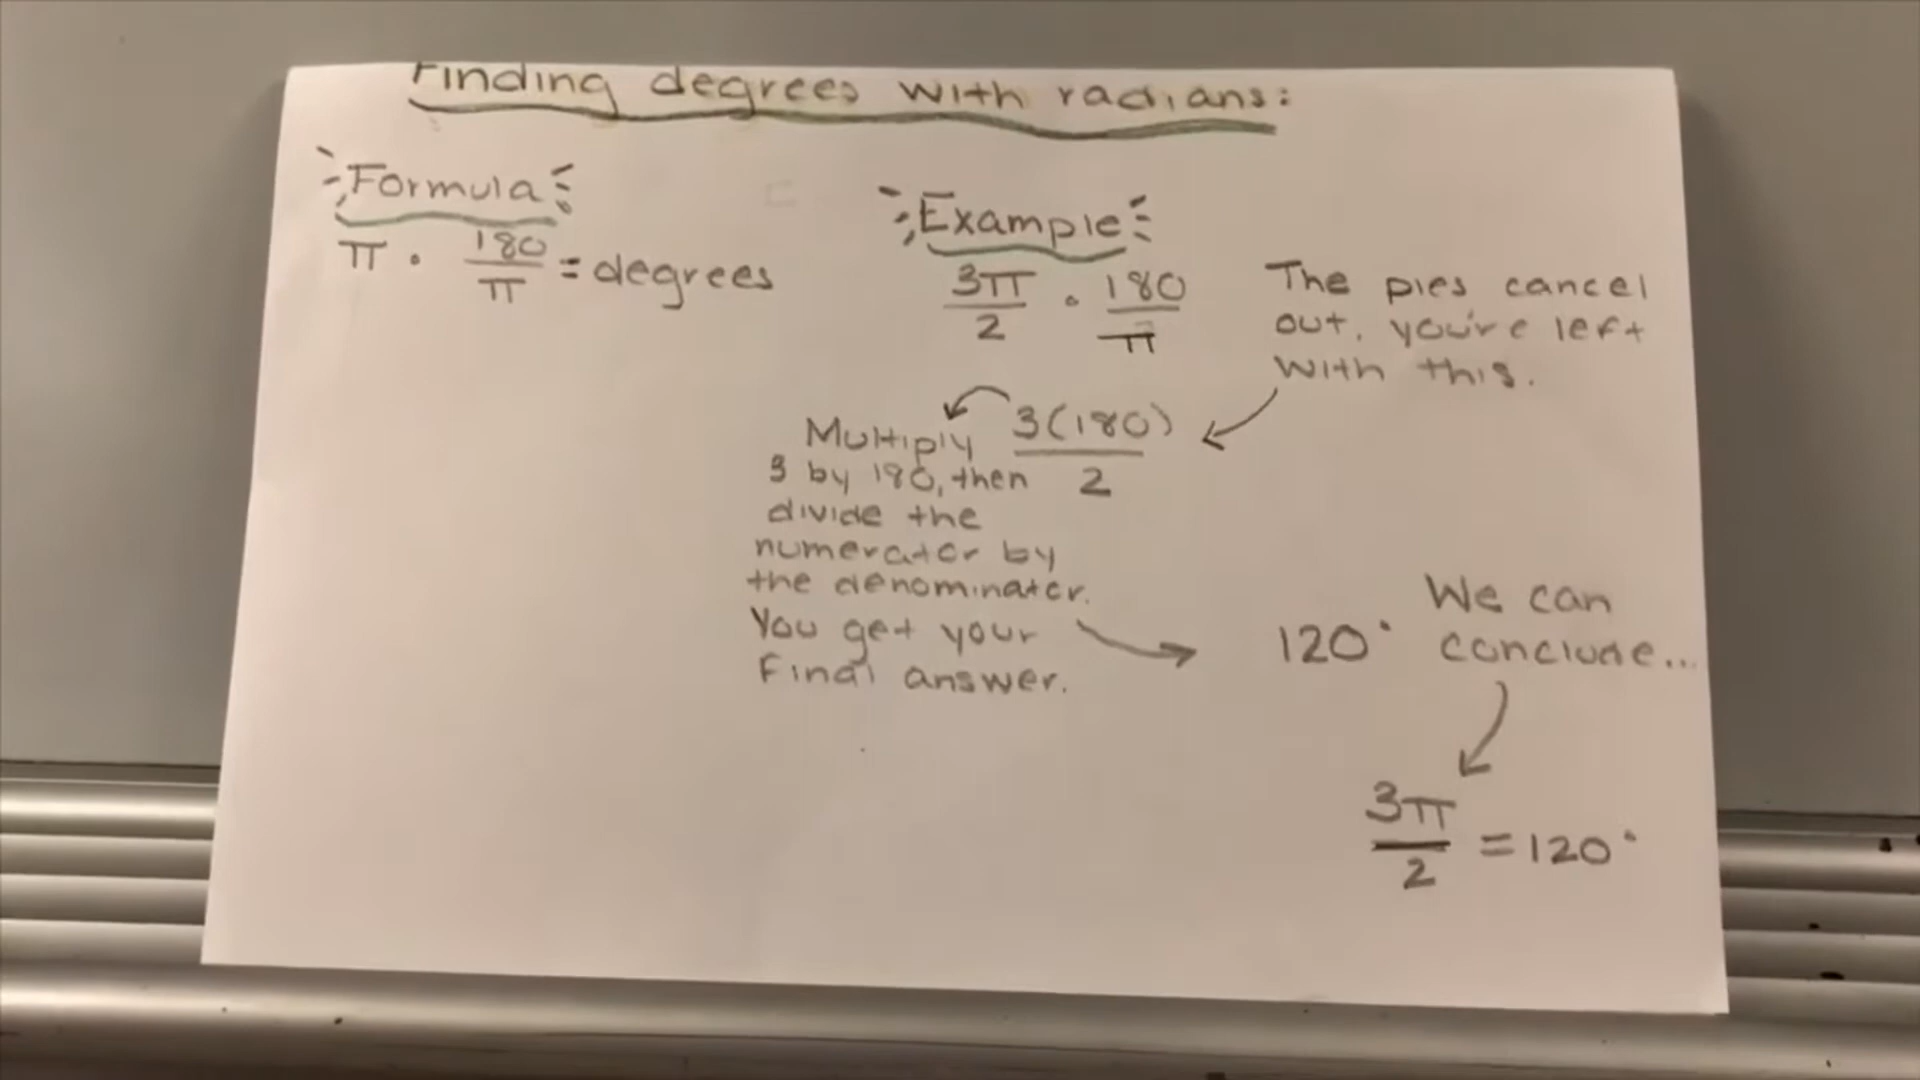 Finding degrees with radians:
Formula
π · 180/π = degrees
Example
3π/2 · 180/π
The pies cancel
out, you're left
with this.
3(180)/2
Multiply
3 by 180, then
divide the
numerator by
the denominator.
You get your
Final answer.
120°
We can
conclude...
3π/2 = 120°